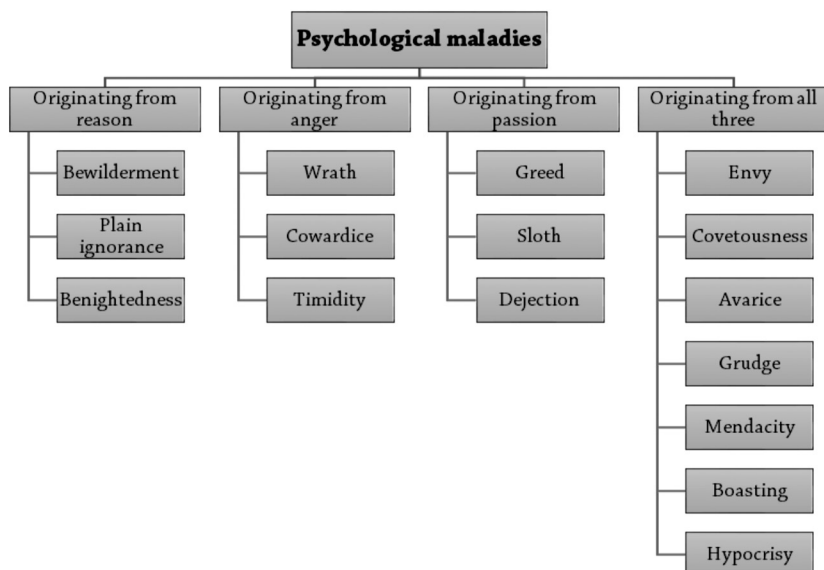 Psychological maladies
Originating from
reason
Bewilderment
Plain
ignorance
Benightedness
Originating from
anger
Wrath
Cowardice
Timidity
Originating from
passion
Greed
Sloth
Dejection
Originating from all
three
Envy
Covetousness
Avarice
Grudge
Mendacity
Boasting
Hypocrisy